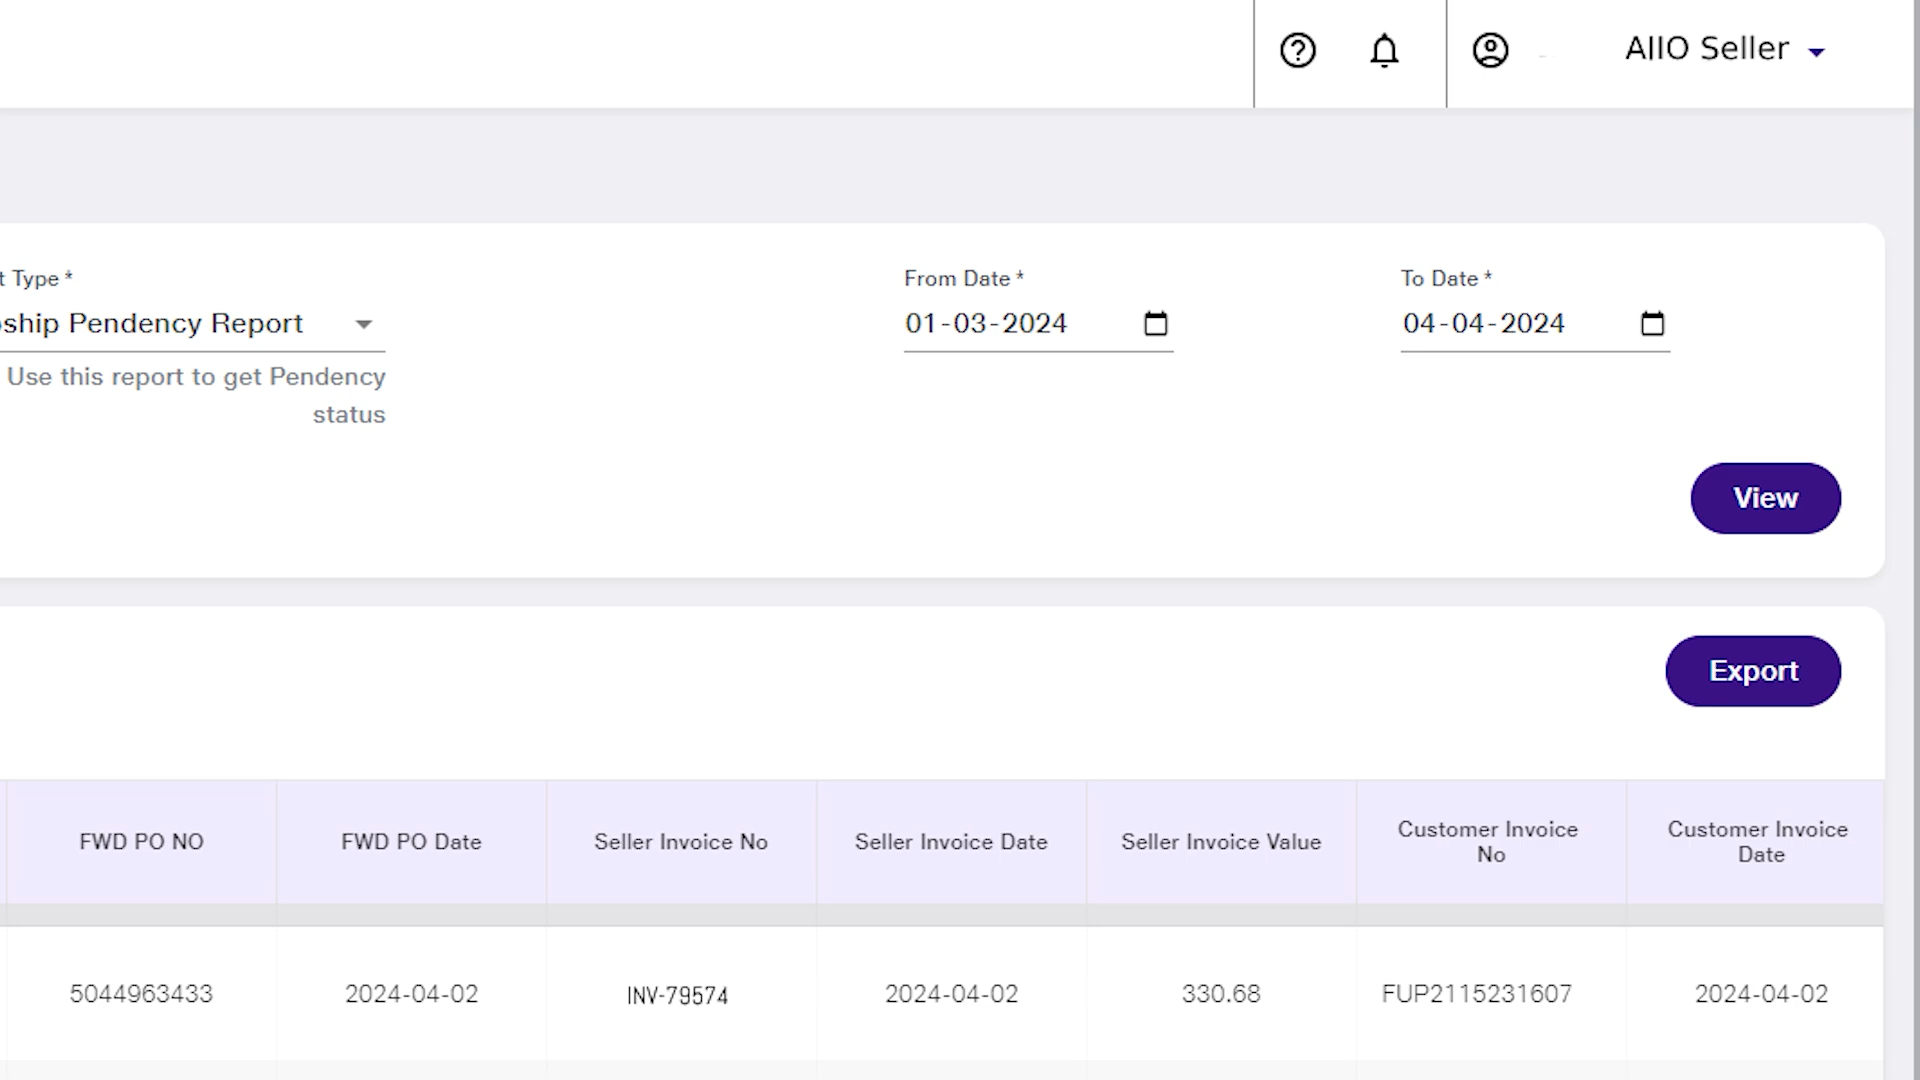 AIIO Seller
t Type *
From Date *
To Date *
ship Pendency Report
01-03-2024
04-04-2024
Use this report to get Pendency
status
View
Export
FWD PO NO
FWD PO Date
Seller Invoice No
Seller Invoice Date
Seller Invoice Value
Customer Invoice
No
Customer Invoice
Date
5044963433
2024-04-02
INV-79574
2024-04-02
330.68
FUP2115231607
2024-04-02